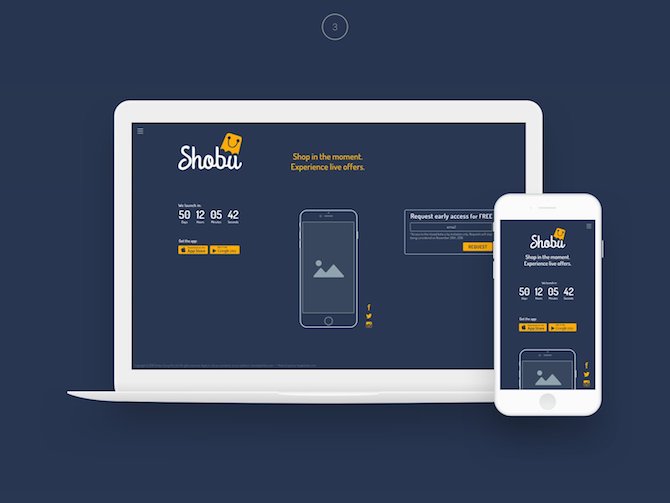 3
Shobu
Shop in the moment.
Experience live offers.
We launch in:
50 12 05 42
Days Hours Minutes Seconds
Get the app
App Store Google play
Request early access for FREE
email
REQUEST
Shobu
Shop in the moment.
Experience live offers.
We launch in:
50 12 05 42
Days Hours Minutes Seconds
Get the app
App Store Google play